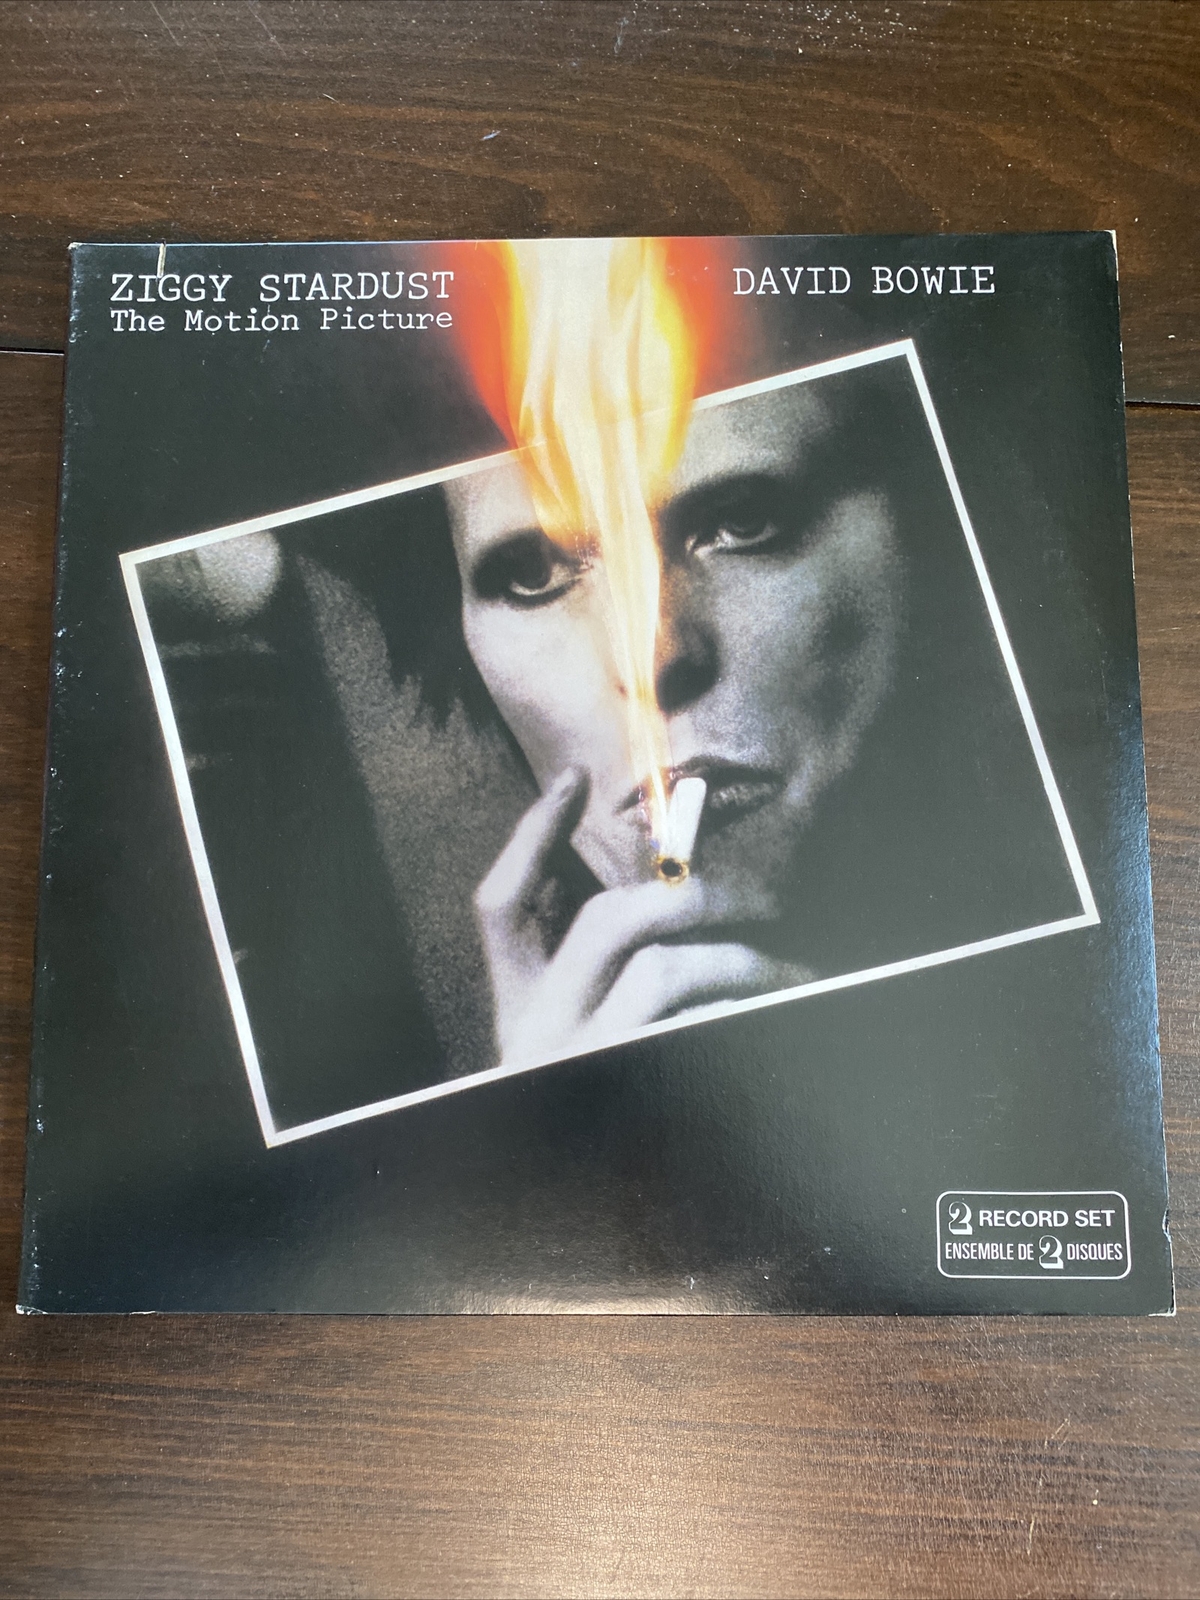 ZIGGY STARDUST
The Motion Picture
DAVID BOWIE
2 RECORD SET
ENSEMBLE DE 2 DISQUES